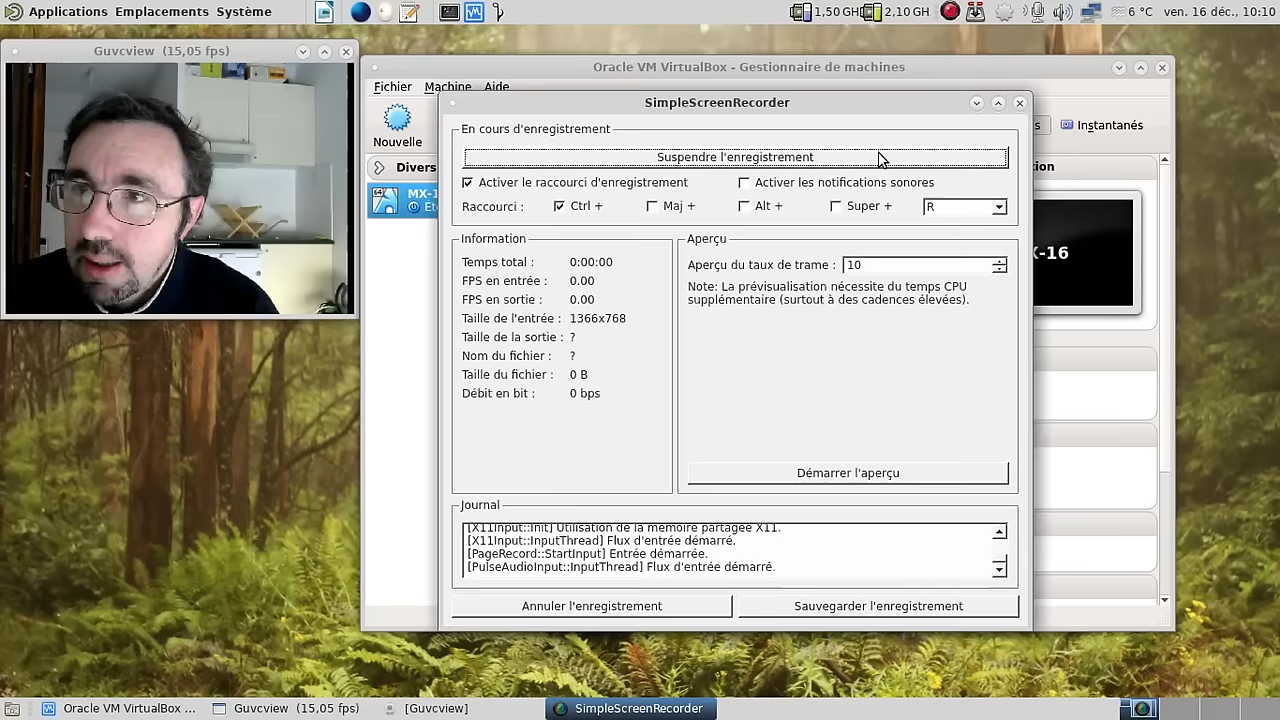 Applications Emplacements Système
1,50 GH 2,10 GH 6 °C ven. 16 déc., 10:10
Guvcview (15,05 fps)
Oracle VM VirtualBox - Gestionnaire de machines
Fichier Machine Aide
Nouvelle
Instantanés
Divers
MX-1
SimpleScreenRecorder
En cours d'enregistrement
Suspendre l'enregistrement
Activer le raccourci d'enregistrement Activer les notifications sonores
Raccourci : Ctrl + Maj + Alt + Super + R
Information
Temps total : 0:00:00
FPS en entrée : 0.00
FPS en sortie : 0.00
Taille de l'entrée : 1366x768
Taille de la sortie : ?
Nom du fichier : ?
Taille du fichier : 0 B
Débit en bit : 0 bps
Aperçu
Aperçu du taux de trame : 10
Note: La prévisualisation nécessite du temps CPU
supplémentaire (surtout à des cadences élevées).
Démarrer l'aperçu
X-16
Journal
[X11Input::Init] Utilisation de la mémoire partagée X11.
[X11Input::InputThread] Flux d'entrée démarré.
[PageRecord::StartInput] Entrée démarrée.
[PulseAudioInput::InputThread] Flux d'entrée démarré.
Annuler l'enregistrement Sauvegarder l'enregistrement
Oracle VM VirtualBox ... Guvcview (15,05 fps) [Guvcview] SimpleScreenRecorder